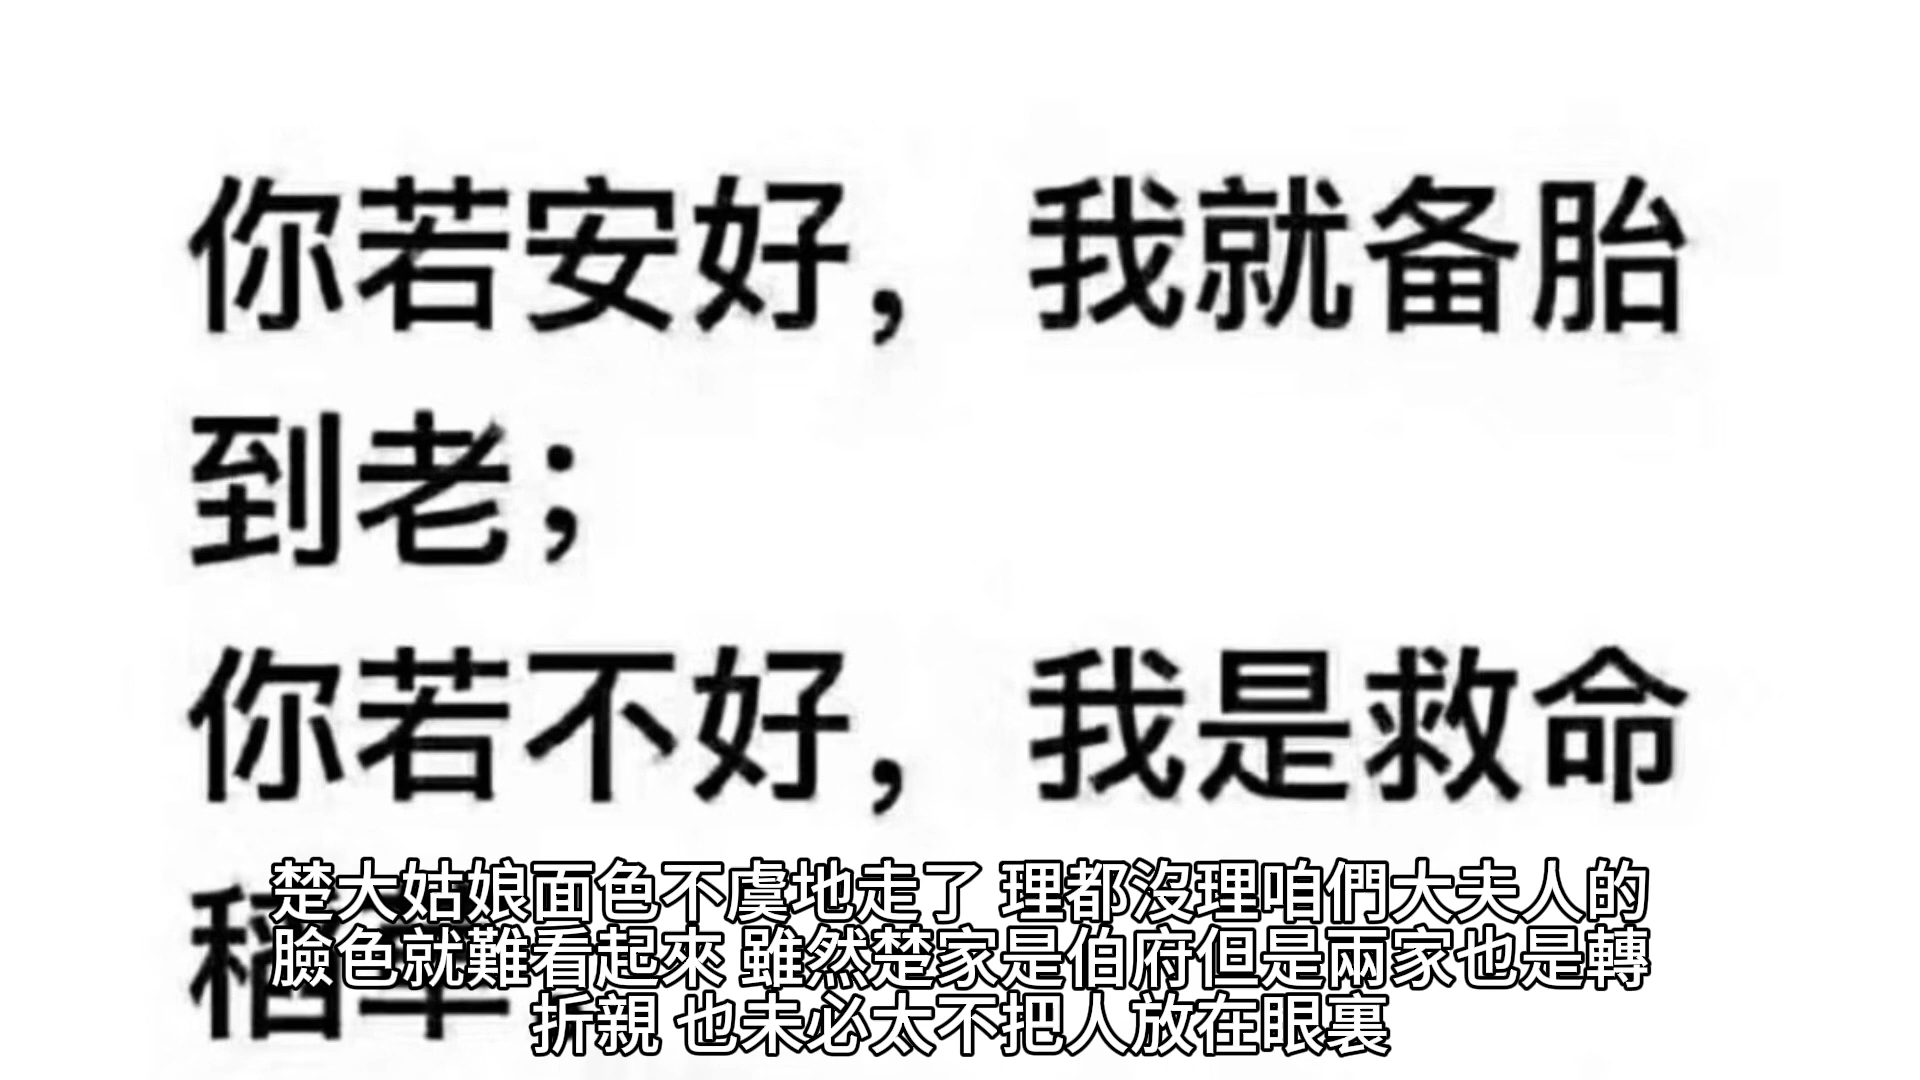 你若安好，我就备胎
到老；
你若不好，我是救命
稻草。
楚大姑娘面色不虞地走了 理都沒理咱們大夫人的
臉色就難看起來 雖然楚家是伯府但是兩家也是轉
折親 也未必太不把人放在眼裏